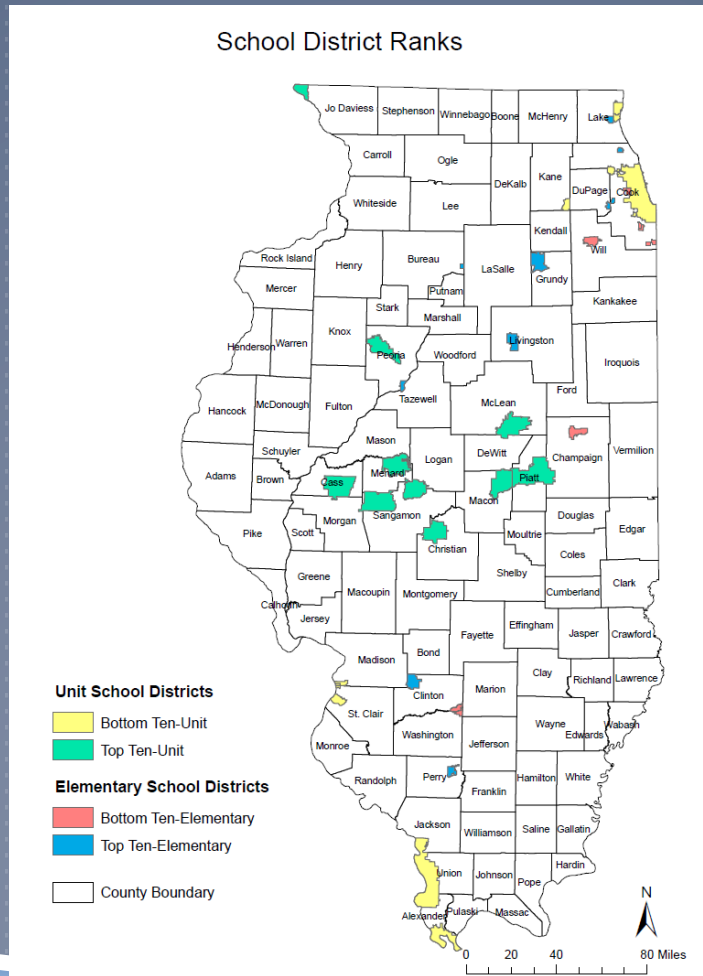 School District Ranks
Jo Daviess
Stephenson
Winnebago
Boone
McHenry
Lake
Carroll
Ogle
DeKalb
Kane
DuPage
Cook
Whiteside
Lee
Kendall
Will
Rock Island
Henry
Bureau
LaSalle
Grundy
Mercer
Putnam
Kankakee
Stark
Marshall
Knox
Henderson
Warren
Peoria
Woodford
Livingston
Iroquois
Ford
Hancock
McDonough
Fulton
Tazewell
McLean
Mason
Schuyler
Logan
DeWitt
Champaign
Vermilion
Adams
Brown
Cass
Menard
Piatt
Macon
Morgan
Sangamon
Pike
Scott
Christian
Moultrie
Douglas
Edgar
Coles
Shelby
Greene
Macoupin
Montgomery
Cumberland
Clark
Calhoun
Jersey
Fayette
Effingham
Jasper
Crawford
Madison
Bond
Clay
Richland
Lawrence
Clinton
Marion
St. Clair
Washington
Wayne
Edwards
Wabash
Monroe
Jefferson
Randolph
Perry
Hamilton
White
Franklin
Jackson
Williamson
Saline
Gallatin
Union
Johnson
Pope
Hardin
Alexander
Pulaski
Massac
Unit School Districts
Bottom Ten-Unit
Top Ten-Unit
Elementary School Districts
Bottom Ten-Elementary
Top Ten-Elementary
County Boundary
N
0 20 40 80 Miles